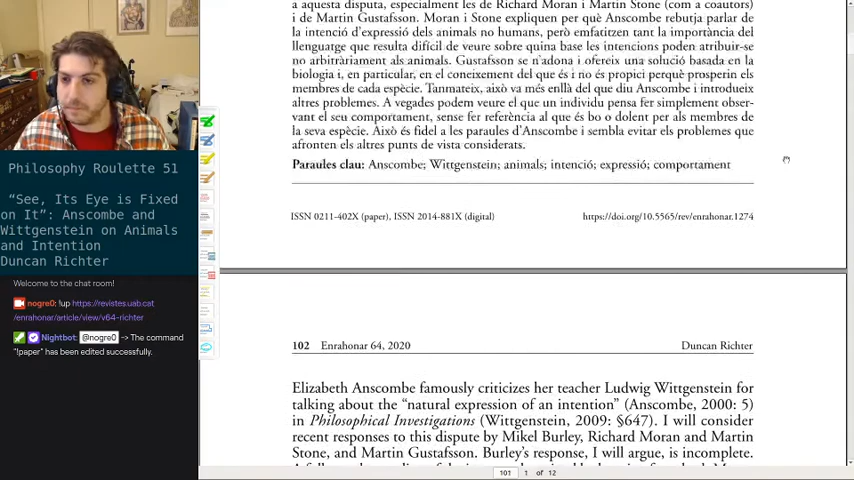 a aquesta disputa, especialment les de Richard Moran i Martin Stone (com a coautors)
i de Martin Gustafsson. Moran i Stone expliquen per què Anscombe rebutja parlar de
la intenció d'expressió dels animals no humans, però emfatitzen tant la importància del
llenguatge que resulta difícil de veure sobre quina base les intencions poden atribuir-se
no arbitràriament als animals. Gustafsson se n'adona i ofereix una solució basada en la
biologia i, en particular, en el coneixement del que és i no és propici perquè prosperin els
membres de cada espècie. Tanmateix, això va més enllà del que diu Anscombe i introdueix
altres problemes. A vegades podem veure el que un individu pensa fer simplement obser-
vant el seu comportament, sense fer referència al que és bo o dolent per als membres de
la seva espècie. Això és fidel a les paraules d'Anscombe i sembla evitar els problemes que
afronten els altres punts de vista considerats.
Paraules clau: Anscombe; Wittgenstein; animals; intenció; expressió; comportament
ISSN 0211-402X (paper), ISSN 2014-881X (digital) https://doi.org/10.5565/rev/enrahonar.1274
Philosophy Roulette 51
"See, Its Eye is Fixed
on It": Anscombe and
Wittgenstein on Animals
and Intention
Duncan Richter
Welcome to the chat room!
nogre0: !up https://revistes.uab.cat
/enrahonar/article/view/v64-richter
Nightbot: @nogre0 -> The command
"!paper" has been edited successfully.
102 Enrahonar 64, 2020 Duncan Richter
Elizabeth Anscombe famously criticizes her teacher Ludwig Wittgenstein for
talking about the "natural expression of an intention" (Anscombe, 2000: 5)
in Philosophical Investigations (Wittgenstein, 2009: §647). I will consider
recent responses to this dispute by Mikel Burley, Richard Moran and Martin
Stone, and Martin Gustafsson. Burley's response, I will argue, is incomplete.
101 1 of 12